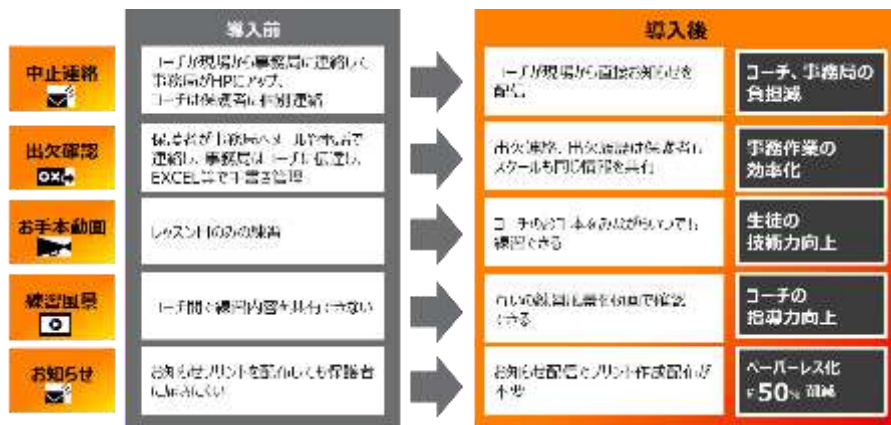 導入前
導入後
中止連絡
コーチが現場から事務局に連絡して
事務局がHPにアップ、
コーチは保護者に個別連絡
コーチが現場から直接お知らせを
配信
コーチ、事務局の
負担減
出欠確認
OX
保護者が事務局へメールや電話で
連絡し、事務局はコーチに伝達し、
EXCEL等で手書き管理
出欠連絡、出欠履歴は保護者も
スクールも同じ情報を共有
事務作業の
効率化
お手本動画
レッスン日のみの練習
コーチのお手本をみながらいつでも
練習できる
生徒の
技術力向上
練習風景
コーチ間で練習内容を共有できない
互いの練習風景を動画で確認
できる
コーチの
指導力向上
お知らせ
お知らせプリントを配布しても保護者
お知らせ配信でプリント作成配布が
不要
ペーパーレス化
約50%削減